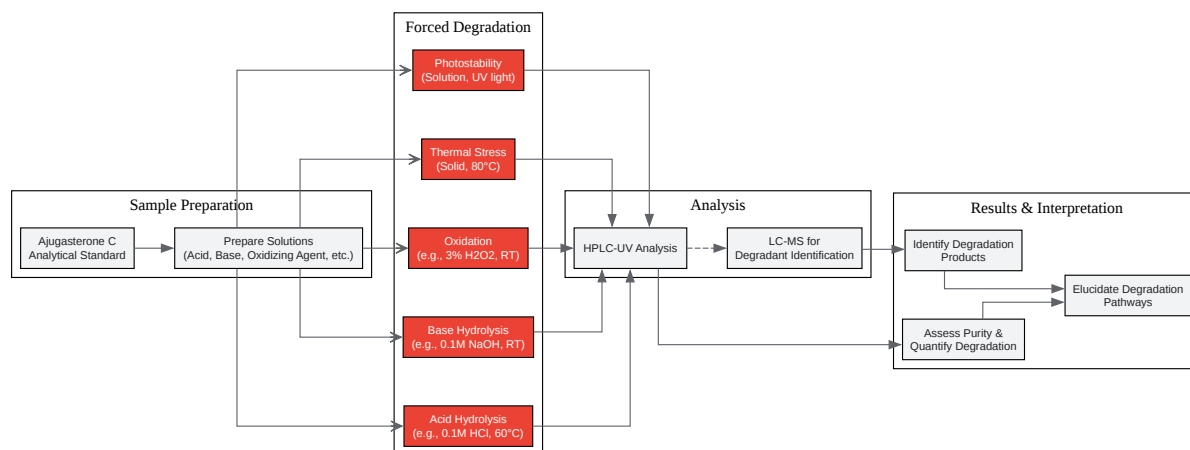 Sample Preparation
Ajugasterone C
Analytical Standard
Prepare Solutions
(Acid, Base, Oxidizing Agent, etc.)
Forced Degradation
Photostability
(Solution, UV light)
Thermal Stress
(Solid, 80°C)
Oxidation
(e.g., 3% H2O2, RT)
Base Hydrolysis
(e.g., 0.1M NaOH, RT)
Acid Hydrolysis
(e.g., 0.1M HCl, 60°C)
Analysis
HPLC-UV Analysis
LC-MS for
Degradant Identification
Results & Interpretation
Identify Degradation
Products
Assess Purity &
Quantify Degradation
Elucidate Degradation
Pathways